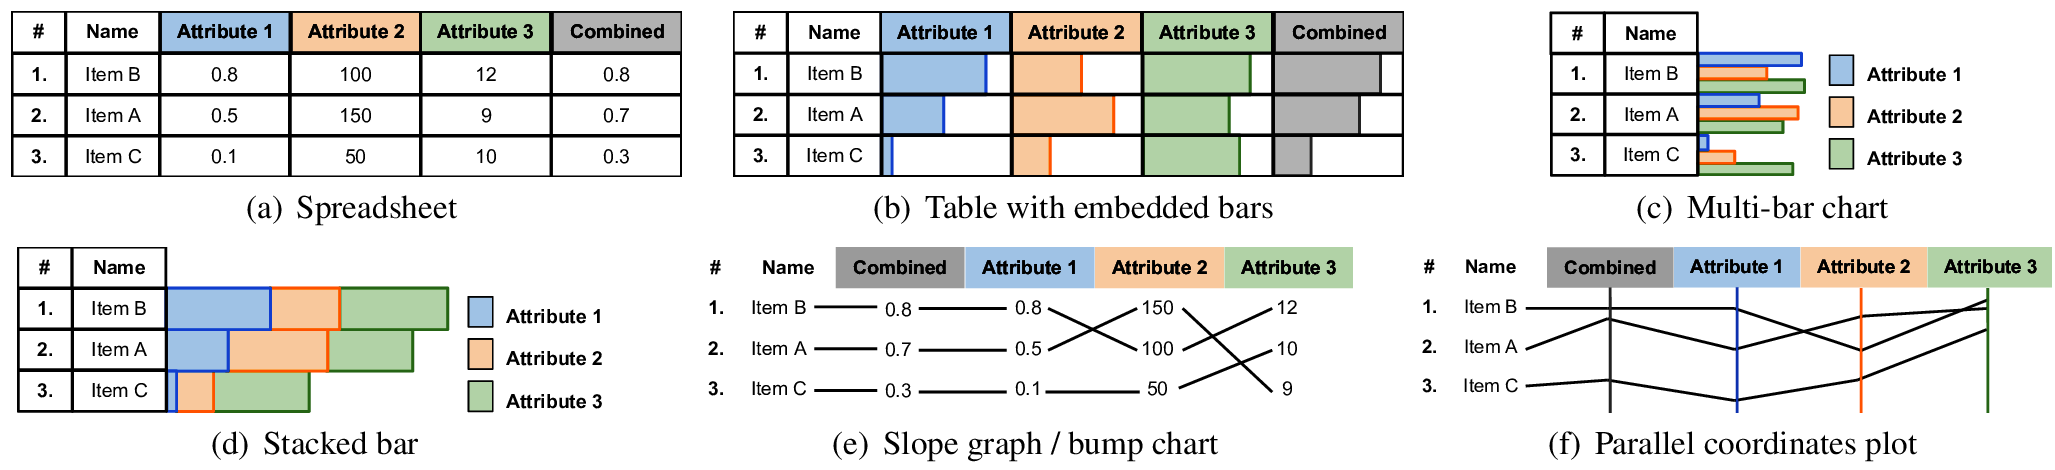 # Name Attribute 1 Attribute 2 Attribute 3 Combined
1. Item B 0.8 100 12 0.8
2. Item A 0.5 150 9 0.7
3. Item C 0.1 50 10 0.3
(a) Spreadsheet
# Name Attribute 1 Attribute 2 Attribute 3 Combined
1. Item B
2. Item A
3. Item C
(b) Table with embedded bars
# Name
1. Item B
2. Item A
3. Item C
Attribute 1
Attribute 2
Attribute 3
(c) Multi-bar chart
# Name
1. Item B
2. Item A
3. Item C
Attribute 1
Attribute 2
Attribute 3
(d) Stacked bar
# Name Combined Attribute 1 Attribute 2 Attribute 3
1. Item B 0.8 0.8 150 12
2. Item A 0.7 0.5 100 10
3. Item C 0.3 0.1 50 9
(e) Slope graph / bump chart
# Name Combined Attribute 1 Attribute 2 Attribute 3
1. Item B
2. Item A
3. Item C
(f) Parallel coordinates plot